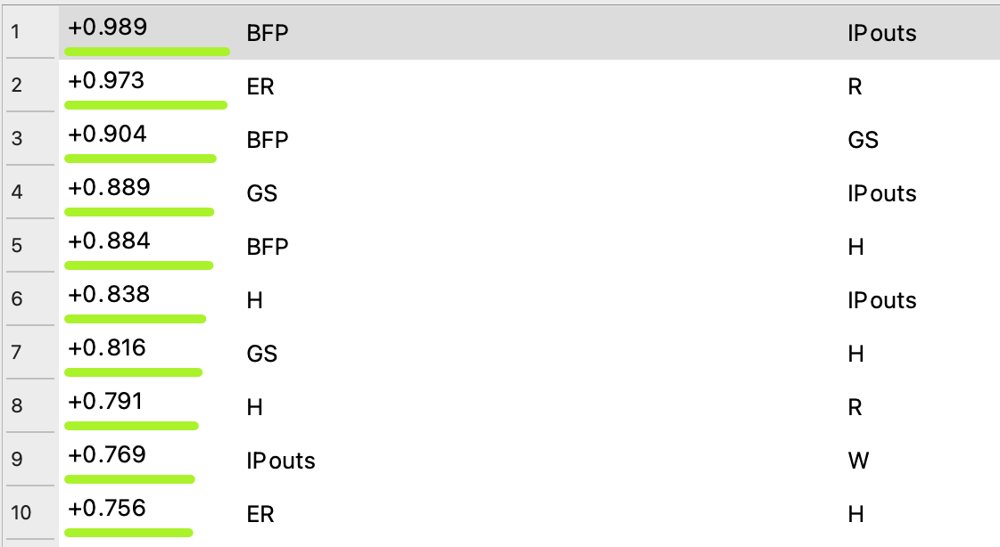 1 +0.989 BFP IPouts
2 +0.973 ER R
3 +0.904 BFP GS
4 +0.889 GS IPouts
5 +0.884 BFP H
6 +0.838 H IPouts
7 +0.816 GS H
8 +0.791 H R
9 +0.769 IPouts W
10 +0.756 ER H